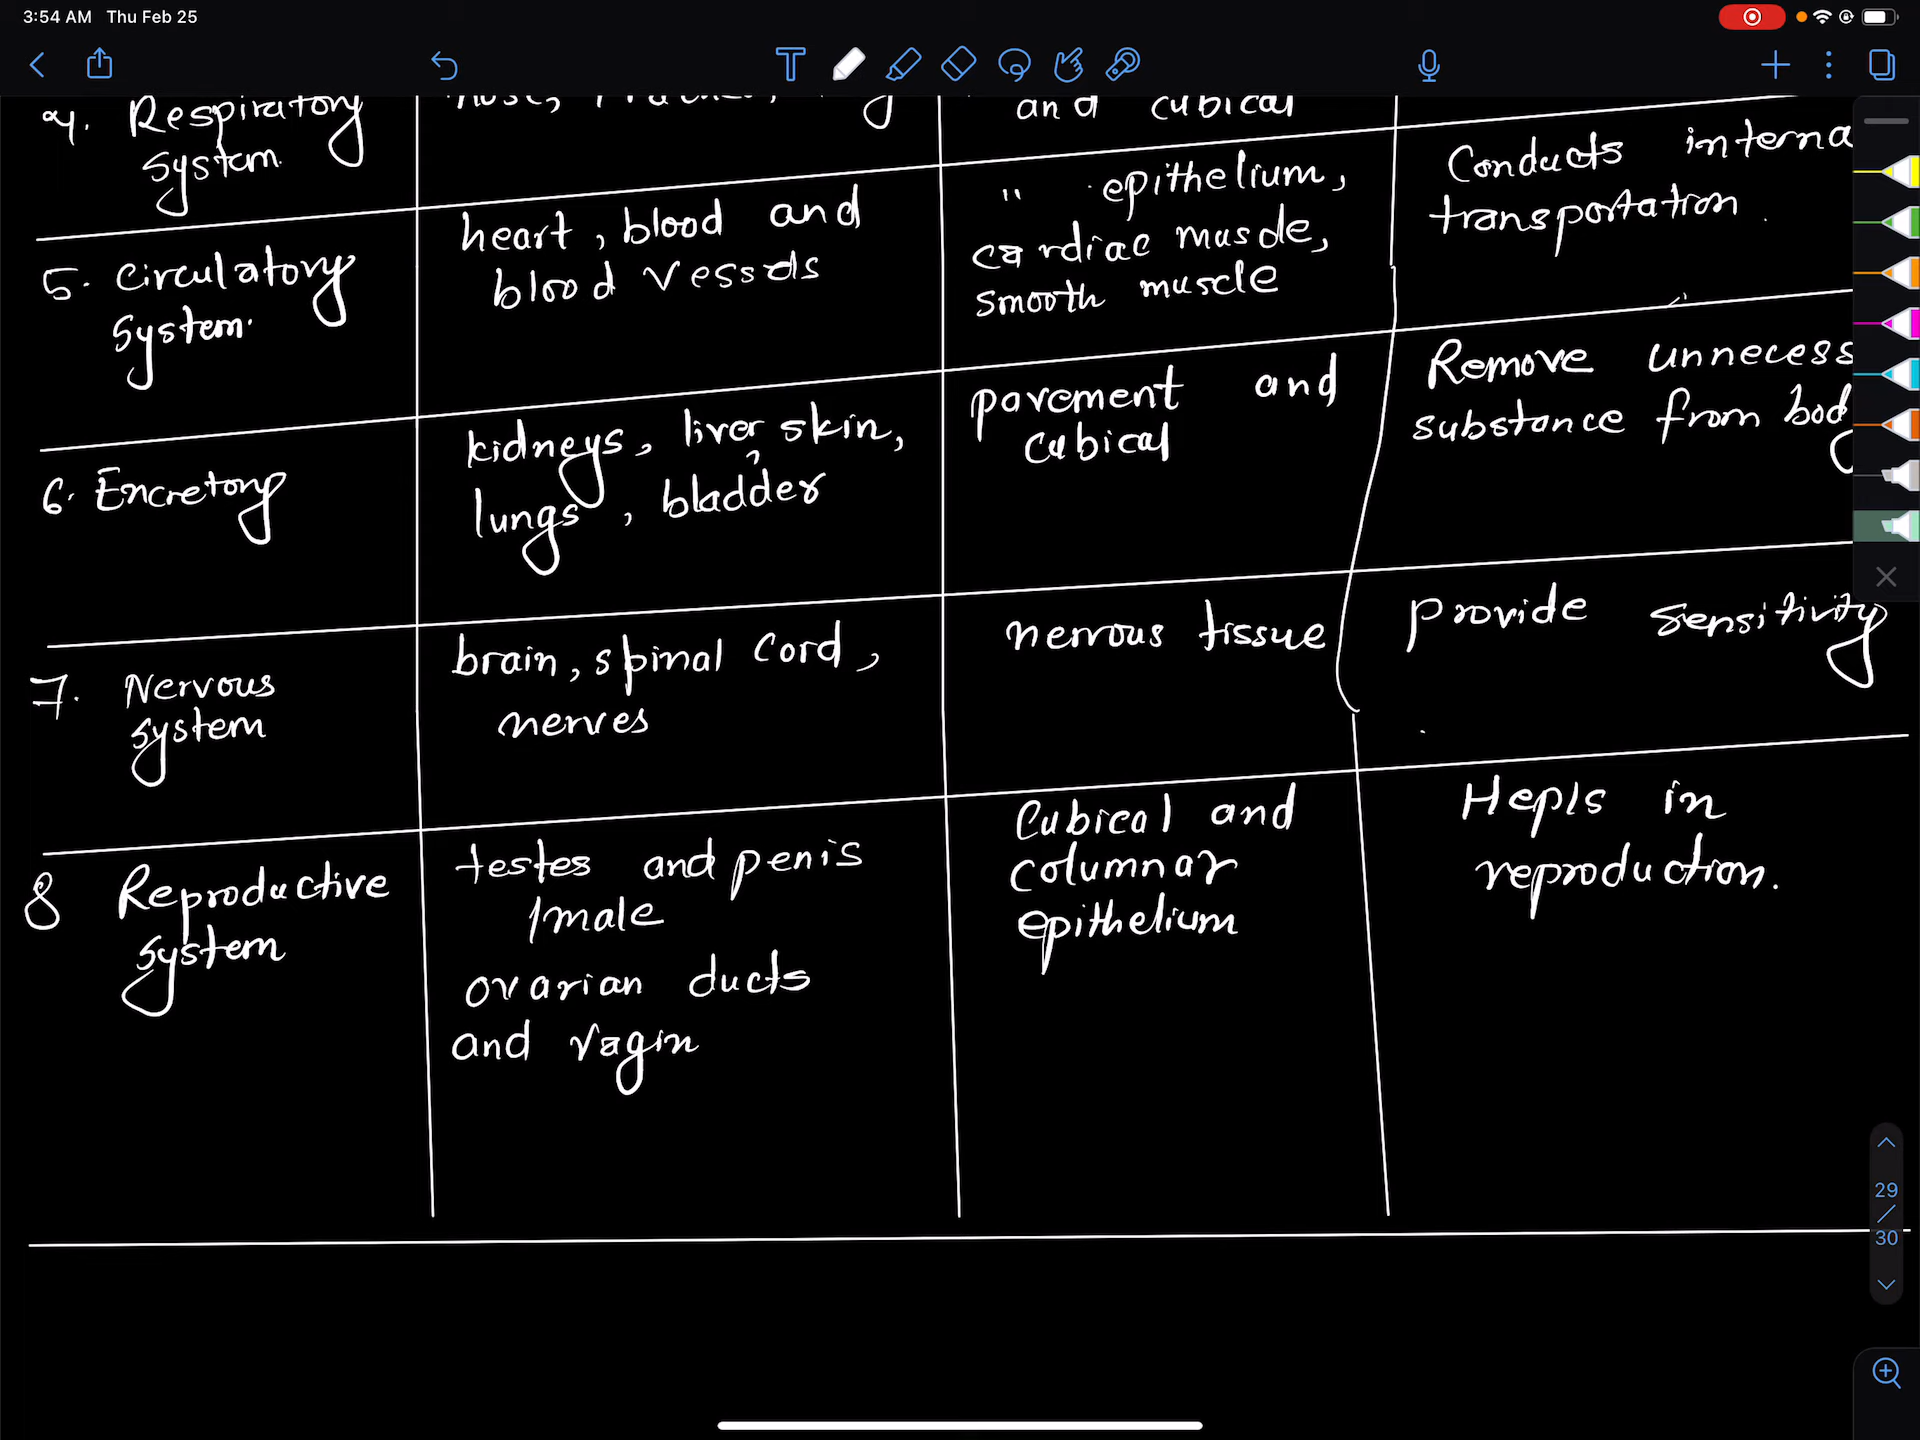 3:54 AM Thu Feb 25
4. Respiratory
system.
nose,
and cubical
5. Circulatory
system.
heart, blood and
blood vessels
" epithelium,
cardiac muscle,
smooth muscle
Conducts interna
transportation.
6. Encretory
kidneys, liver, skin,
lungs, bladder
pavement and
cubical
Remove unnecess
substance from body
7. Nervous
system
brain, spinal cord,
nerves
nervous tissue
provide sensitivity
8 Reproductive
system
testes and penis
/male
ovarian ducts
and vagin
Cubical and
columnar
epithelium
Hepls in
reproduction.
29
/
30